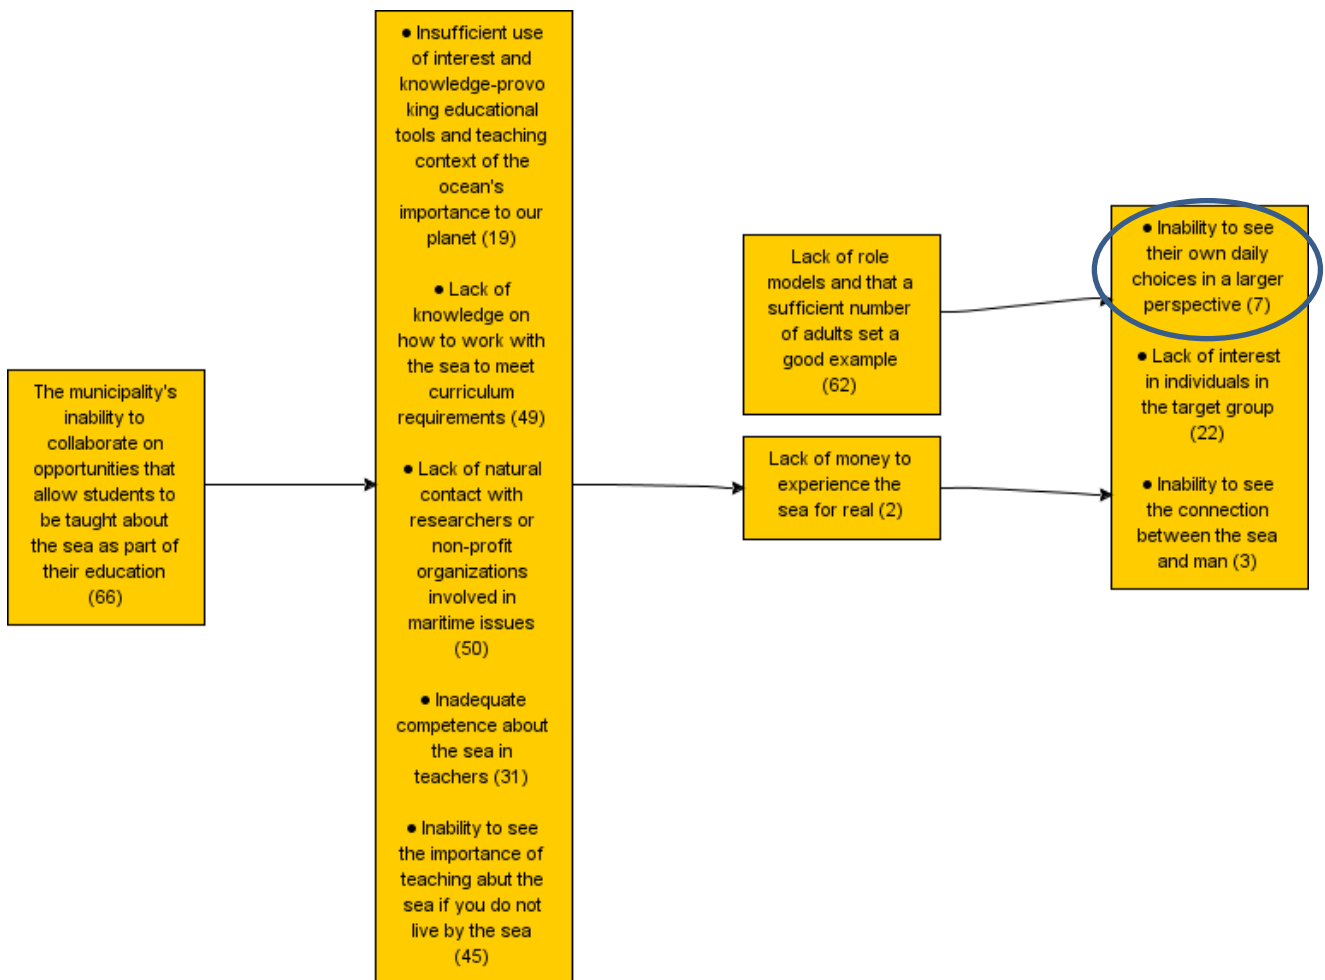 The municipality's
inability to
collaborate on
opportunities that
allow students to
be taught about
the sea as part of
their education
(66)
● Insufficient use
of interest and
knowledge-provo
king educational
tools and teaching
context of the
ocean's
importance to our
planet (19)
● Lack of
knowledge on
how to work with
the sea to meet
curriculum
requirements (49)
● Lack of natural
contact with
researchers or
non-profit
organizations
involved in
maritime issues
(50)
● Inadequate
competence about
the sea in
teachers (31)
● Inability to see
the importance of
teaching abut the
sea if you do not
live by the sea
(45)
Lack of role
models and that a
sufficient number
of adults set a
good example
(62)
Lack of money to
experience the
sea for real (2)
● Inability to see
their own daily
choices in a larger
perspective (7)
● Lack of interest
in individuals in
the target group
(22)
● Inability to see
the connection
between the sea
and man (3)